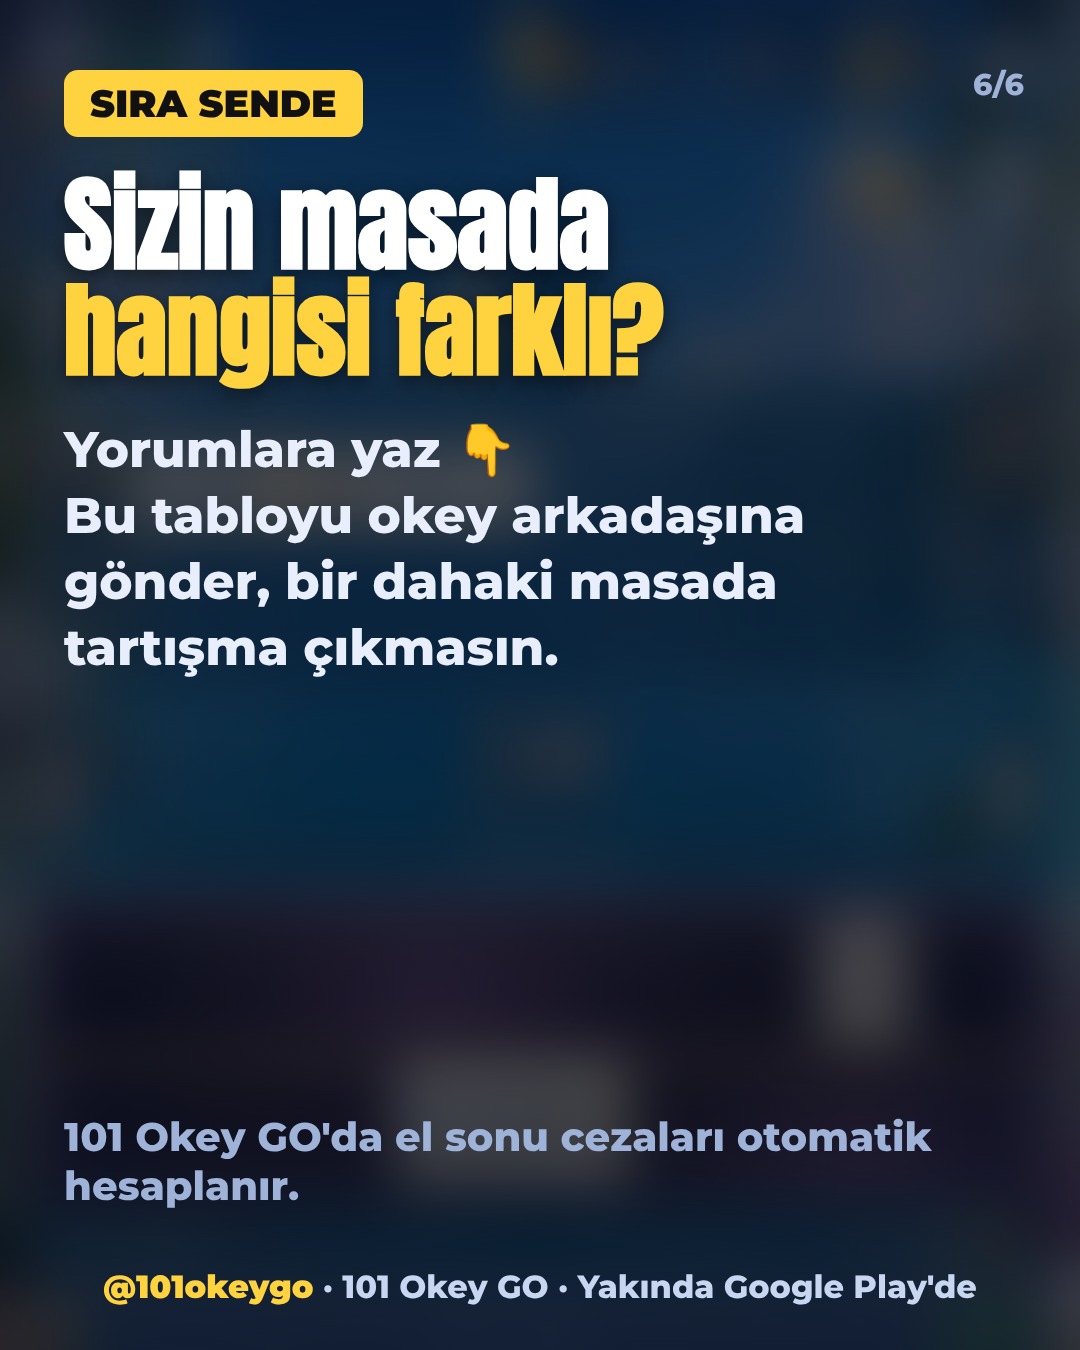 SIRA SENDE
6/6
Sizin masada
hangisi farklı?
Yorumlara yaz 👇
Bu tabloyu okey arkadaşına
gönder, bir dahaki masada
tartışma çıkmasın.
101 Okey GO'da el sonu cezaları otomatik
hesaplanır.
@101okeygo · 101 Okey GO · Yakında Google Play'de